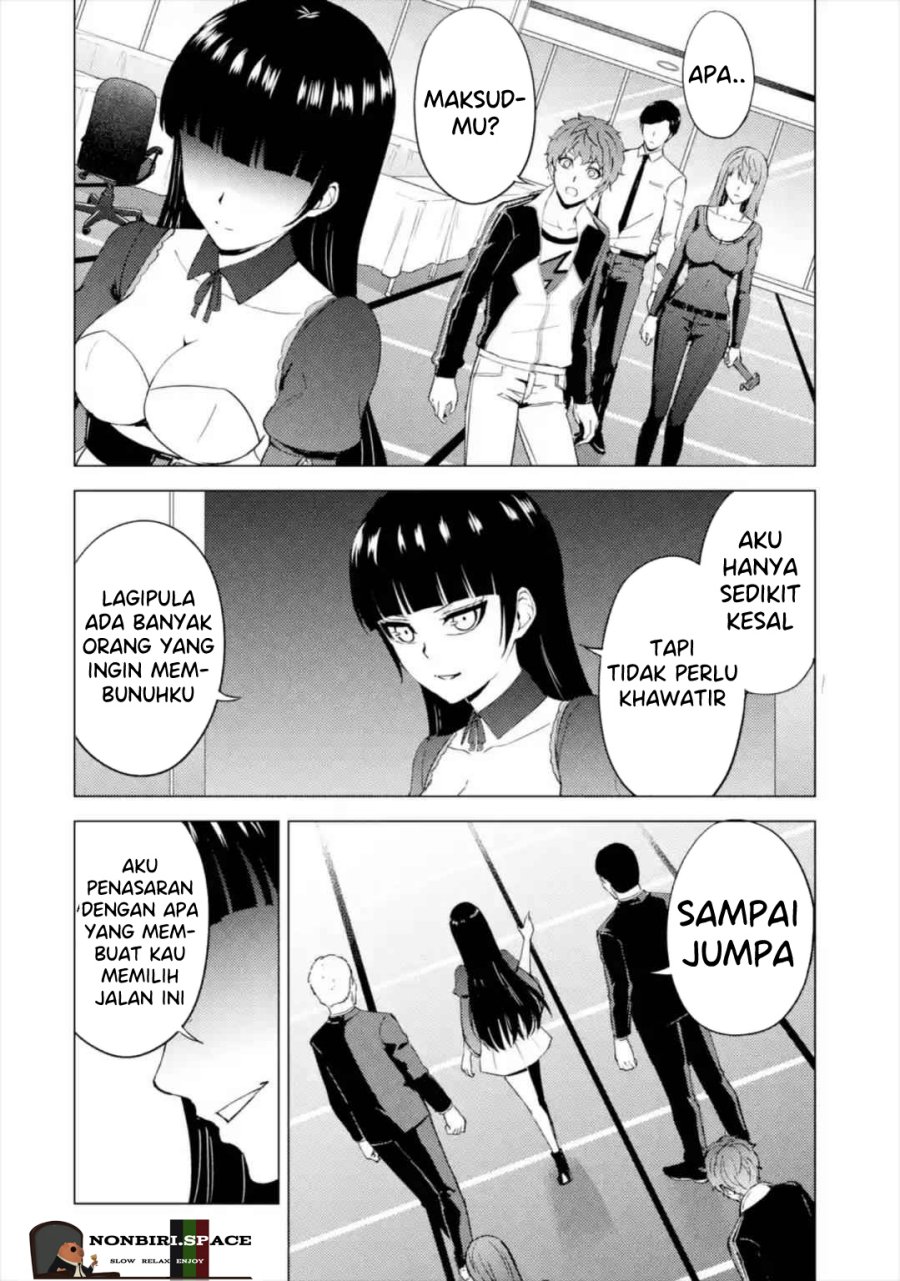 APA..
MAKSUD-
MU?
AKU
HANYA
SEDIKIT
KESAL
TAPI
TIDAK PERLU
KHAWATIR
LAGIPULA
ADA BANYAK
ORANG YANG
INGIN MEM-
BUNUHKU
SAMPAI
JUMPA
AKU
PENASARAN
DENGAN APA
YANG MEM-
BUAT KAU
MEMILIH
JALAN INI
NONBIRI.SPACE
SLOW RELAX ENJOY